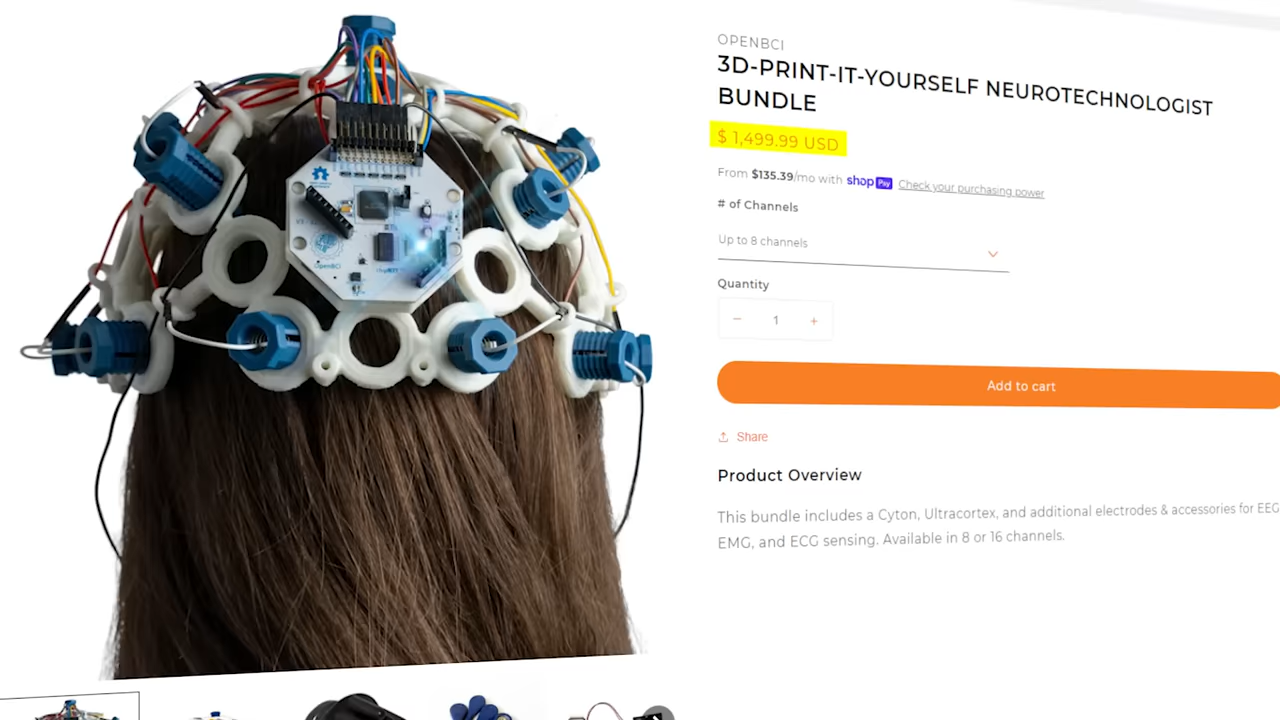 OPENBCI
3D-PRINT-IT-YOURSELF NEUROTECHNOLOGIST
BUNDLE
$ 1,499.99 USD
From $135.39/mo with shop Pay Check your purchasing power
# of Channels
Up to 8 channels
Quantity
− 1 +
Add to cart
Share
Product Overview
This bundle includes a Cyton, Ultracortex, and additional electrodes & accessories for EEG
EMG, and ECG sensing. Available in 8 or 16 channels.
OpenBCI